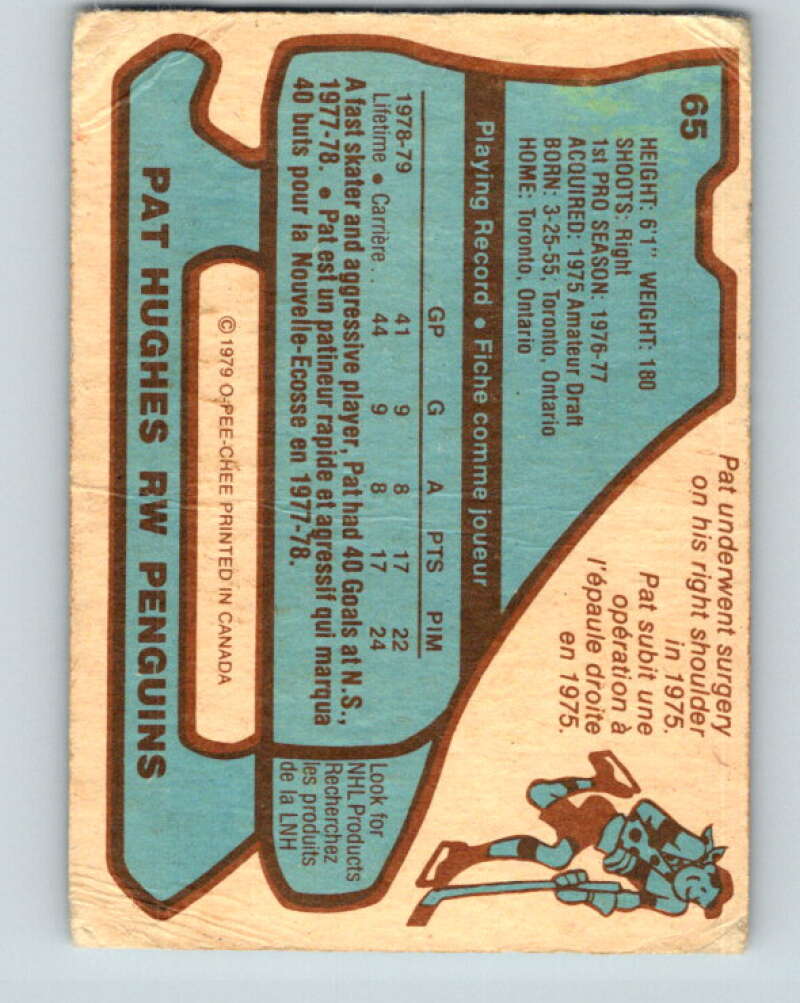 65
HEIGHT: 6'1" WEIGHT: 180
SHOOTS: Right
1st PRO SEASON: 1976-77
ACQUIRED: 1975 Amateur Draft
BORN: 3-25-55, Toronto, Ontario
HOME: Toronto, Ontario
Pat underwent surgery
on his right shoulder
in 1975.
Pat subit une
opération à
l'épaule droite
en 1975.
Playing Record • Fiche comme joueur
GP G A PTS PIM
1978-79 41 9 8 17 22
Lifetime • Carrière . . 44 9 8 17 24
A fast skater and aggressive player, Pat had 40 Goals at N.S.,
1977-78. • Pat est un patineur rapide et agressif qui marqua
40 buts pour la Nouvelle-Ecosse en 1977-78.
Look for
NHL Products
Recherchez
les produits
de la LNH
© 1979 O-PEE-CHEE PRINTED IN CANADA
PAT HUGHES RW PENGUINS